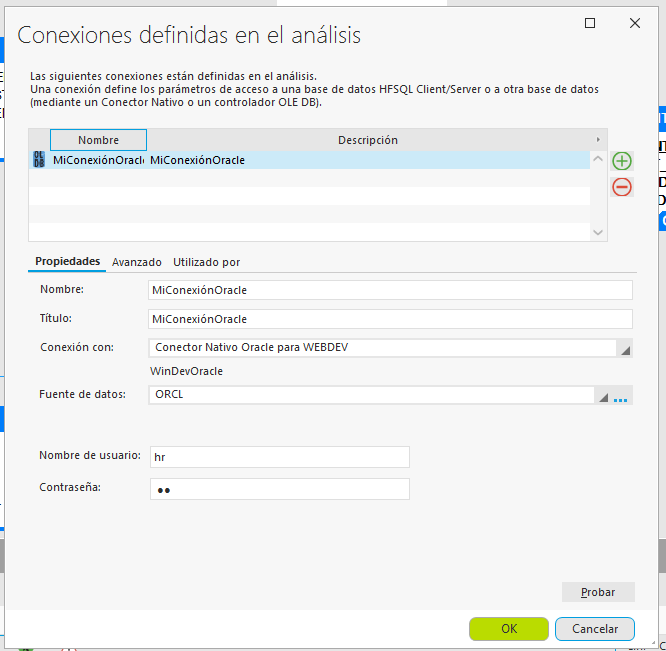 Conexiones definidas en el análisis
Las siguientes conexiones están definidas en el análisis.
Una conexión define los parámetros de acceso a una base de datos HFSQL Client/Server o a otra base de datos
(mediante un Conector Nativo o un controlador OLE DB).
Nombre Descripción
OLE DB MiConexiónOracle MiConexiónOracle
Propiedades Avanzado Utilizado por
Nombre: MiConexiónOracle
Título: MiConexiónOracle
Conexión con: Conector Nativo Oracle para WEBDEV
WinDevOracle
Fuente de datos: ORCL
Nombre de usuario: hr
Contraseña: ●●
Probar
OK Cancelar